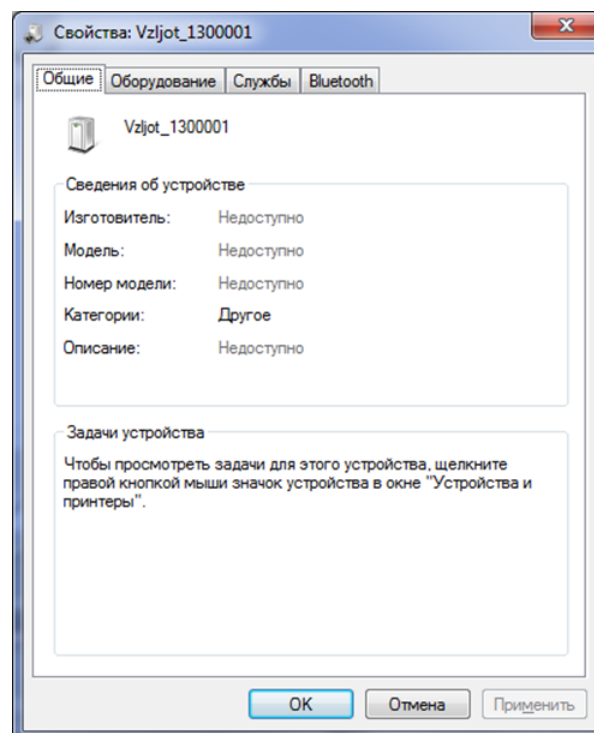 Свойства: Vzljot_1300001
Общие Оборудование Службы Bluetooth
Vzljot_1300001
Сведения об устройстве
Изготовитель: Недоступно
Модель: Недоступно
Номер модели: Недоступно
Категории: Другое
Описание: Недоступно
Задачи устройства
Чтобы просмотреть задачи для этого устройства, щелкните
правой кнопкой мыши значок устройства в окне "Устройства и
принтеры".
OK Отмена Применить